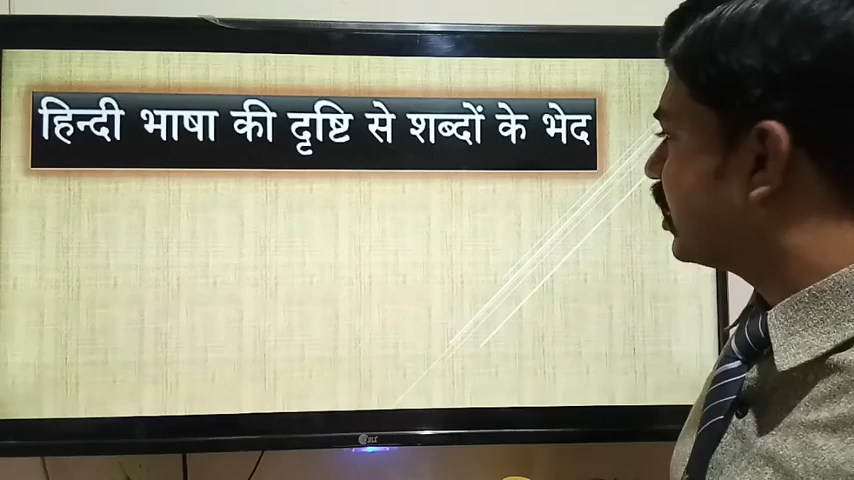 हिन्दी भाषा की दृष्टि से शब्दों के भेद